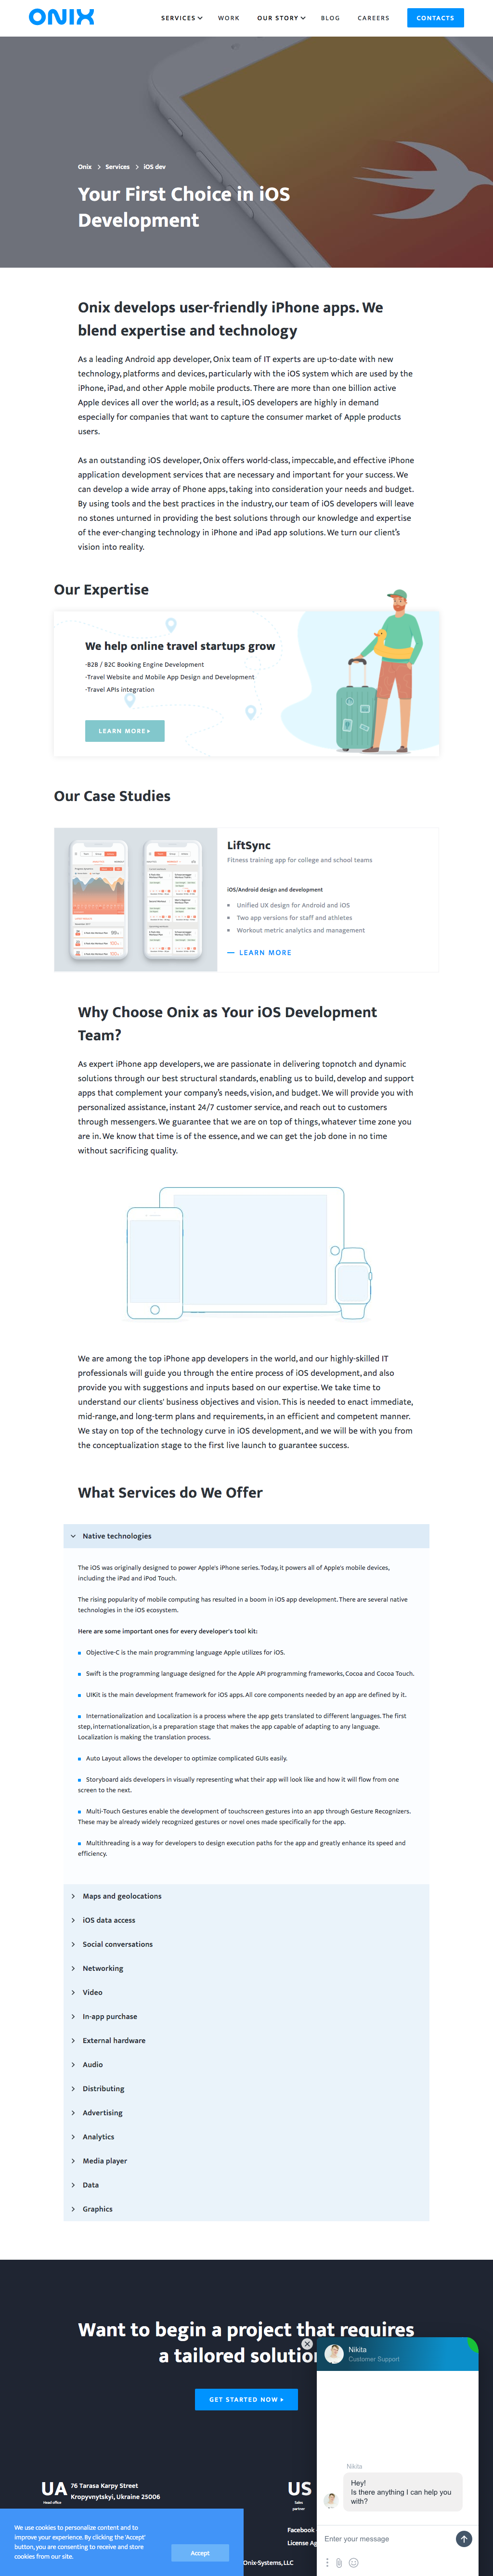 ONIX
SERVICES WORK OUR STORY BLOG CAREERS CONTACTS
Onix > Services > iOS dev
Your First Choice in iOS
Development
Onix develops user-friendly iPhone apps. We
blend expertise and technology
As a leading Android app developer, Onix team of IT experts are up-to-date with new
technology, platforms and devices, particularly with the iOS system which are used by the
iPhone, iPad, and other Apple mobile products. There are more than one billion active
Apple devices all over the world; as a result, iOS developers are highly in demand
especially for companies that want to capture the consumer market of Apple products
users.
As an outstanding iOS developer, Onix offers world-class, impeccable, and effective iPhone
application development services that are necessary and important for your success. We
can develop a wide array of Phone apps, taking into consideration your needs and budget.
By using tools and the best practices in the industry, our team of iOS developers will leave
no stones unturned in providing the best solutions through our knowledge and expertise
of the ever-changing technology in iPhone and iPad app solutions. We turn our client's
vision into reality.
Our Expertise
We help online travel startups grow
-B2B / B2C Booking Engine Development
-Travel Website and Mobile App Design and Development
-Travel APIs integration
LEARN MORE
Our Case Studies
LiftSync
Fitness training app for college and school teams
iOS/Android design and development
Unified UX design for Android and iOS
Two app versions for staff and athletes
Workout metric analytics and management
LEARN MORE
Why Choose Onix as Your iOS Development
Team?
As expert iPhone app developers, we are passionate in delivering topnotch and dynamic
solutions through our best structural standards, enabling us to build, develop and support
apps that complement your company's needs, vision, and budget. We will provide you with
personalized assistance, instant 24/7 customer service, and reach out to customers
through messengers. We guarantee that we are on top of things, whatever time zone you
are in. We know that time is of the essence, and we can get the job done in no time
without sacrificing quality.
We are among the top iPhone app developers in the world, and our highly-skilled IT
professionals will guide you through the entire process of iOS development, and also
provide you with suggestions and inputs based on our expertise. We take time to
understand our clients' business objectives and vision. This is needed to enact immediate,
mid-range, and long-term plans and requirements, in an efficient and competent manner.
We stay on top of the technology curve in iOS development, and we will be with you from
the conceptualization stage to the first live launch to guarantee success.
What Services do We Offer
Native technologies
The iOS was originally designed to power Apple's iPhone series. Today, it powers all of Apple's mobile devices,
including the iPad and iPod Touch.
The rising popularity of mobile computing has resulted in a boom in iOS app development. There are several native
technologies in the iOS ecosystem.
Here are some important ones for every developer's tool kit:
Objective-C is the main programming language Apple utilizes for iOS.
Swift is the programming language designed for the Apple API programming frameworks, Cocoa and Cocoa Touch.
UIKit is the main development framework for iOS apps. All core components needed by an app are defined by it.
Internationalization and Localization is a process where the app gets translated to different languages. The first
step, internationalization, is a preparation stage that makes the app capable of adapting to any language.
Localization is making the translation process.
Auto Layout allows the developer to optimize complicated GUIs easily.
Storyboard aids developers in visually representing what their app will look like and how it will flow from one
screen to the next.
Multi-Touch Gestures enable the development of touchscreen gestures into an app through Gesture Recognizers.
These may be already widely recognized gestures or novel ones made specifically for the app.
Multithreading is a way for developers to design execution paths for the app and greatly enhance its speed and
efficiency.
Maps and geolocations
iOS data access
Social conversations
Networking
Video
In-app purchase
External hardware
Audio
Distributing
Advertising
Analytics
Media player
Data
Graphics
Want to begin a project that requires
a tailored solution
GET STARTED NOW
Nikita
Customer Support
Nikita
Hey!
Is there anything I can help you
with?
Enter your message
UA 76 Tarasa Karpy Street
Head office Kropyvnytskyi, Ukraine 25006
US
Sales
partner
Facebook
License Ag
Onix-Systems, LLC
We use cookies to personalize content and to
improve your experience. By clicking the 'Accept'
button, you are consenting to receive and store
cookies from our site.
Accept